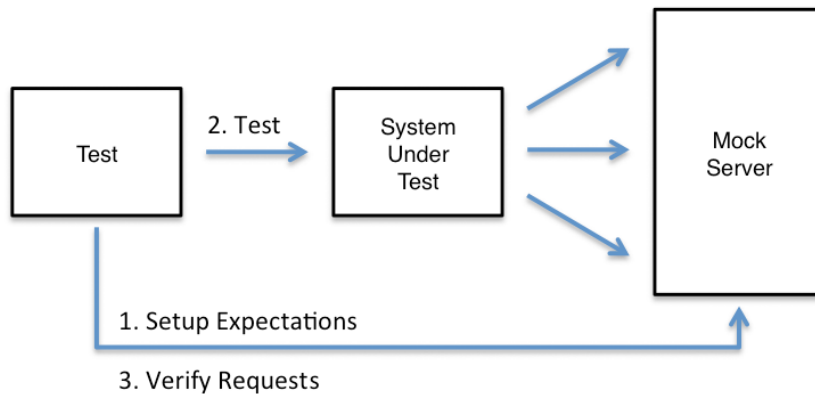 Test
2. Test
System
Under
Test
Mock
Server
1. Setup Expectations
3. Verify Requests